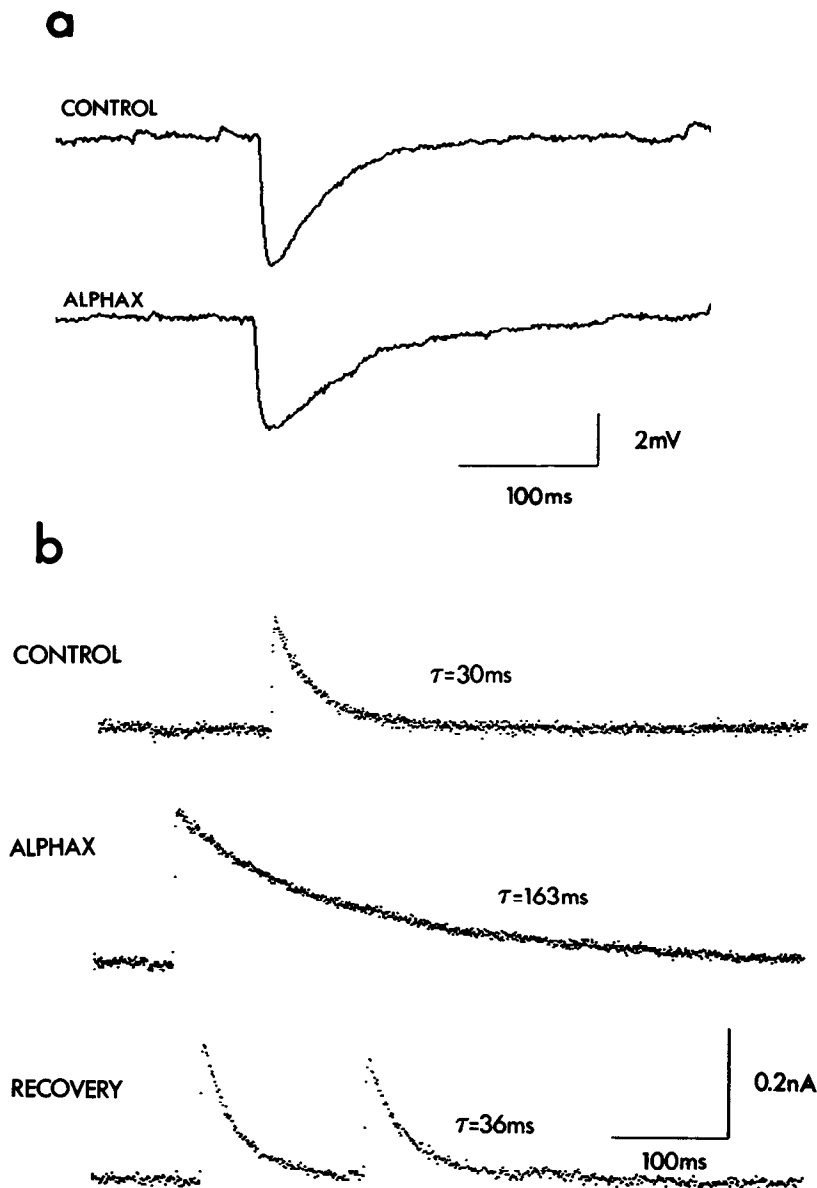 a
CONTROL
ALPHAX
2mV
100ms
b
CONTROL
τ=30ms
ALPHAX
τ=163ms
RECOVERY
τ=36ms
0.2nA
100ms